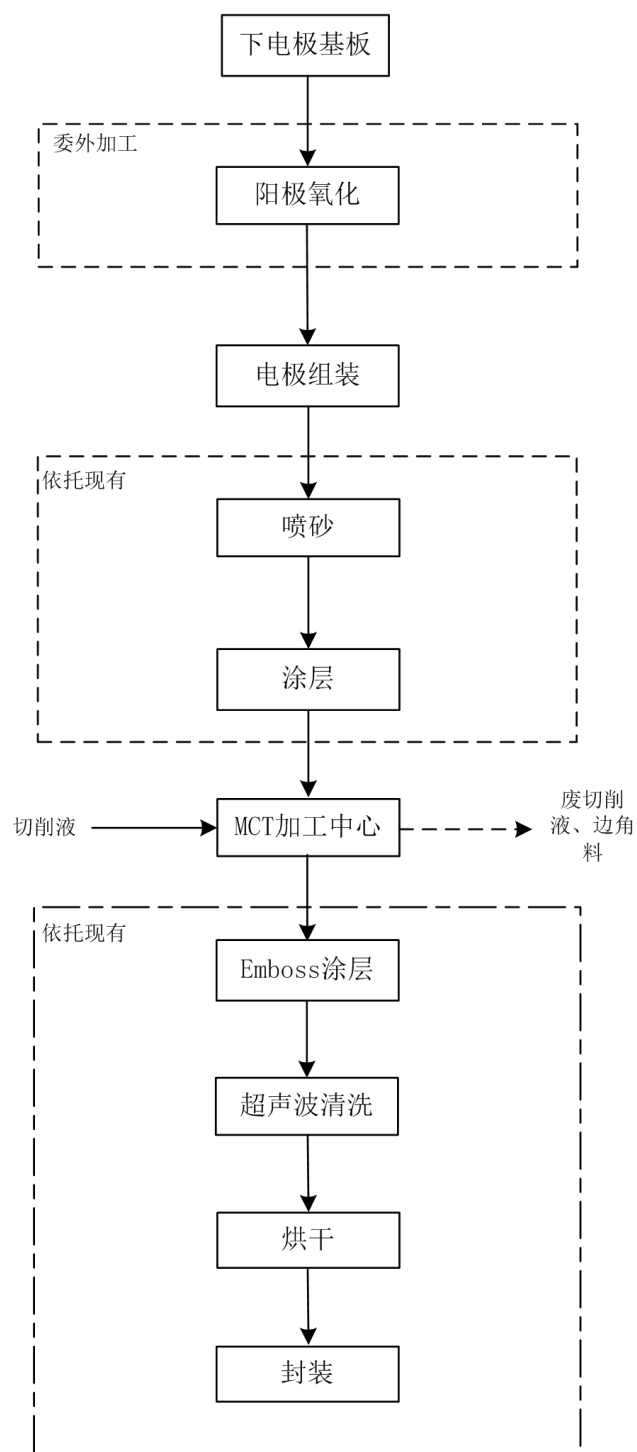 下电极基板
委外加工
阳极氧化
电极组装
依托现有
喷砂
涂层
切削液
MCT加工中心
废切削
液、边角
料
依托现有
Emboss涂层
超声波清洗
烘干
封装